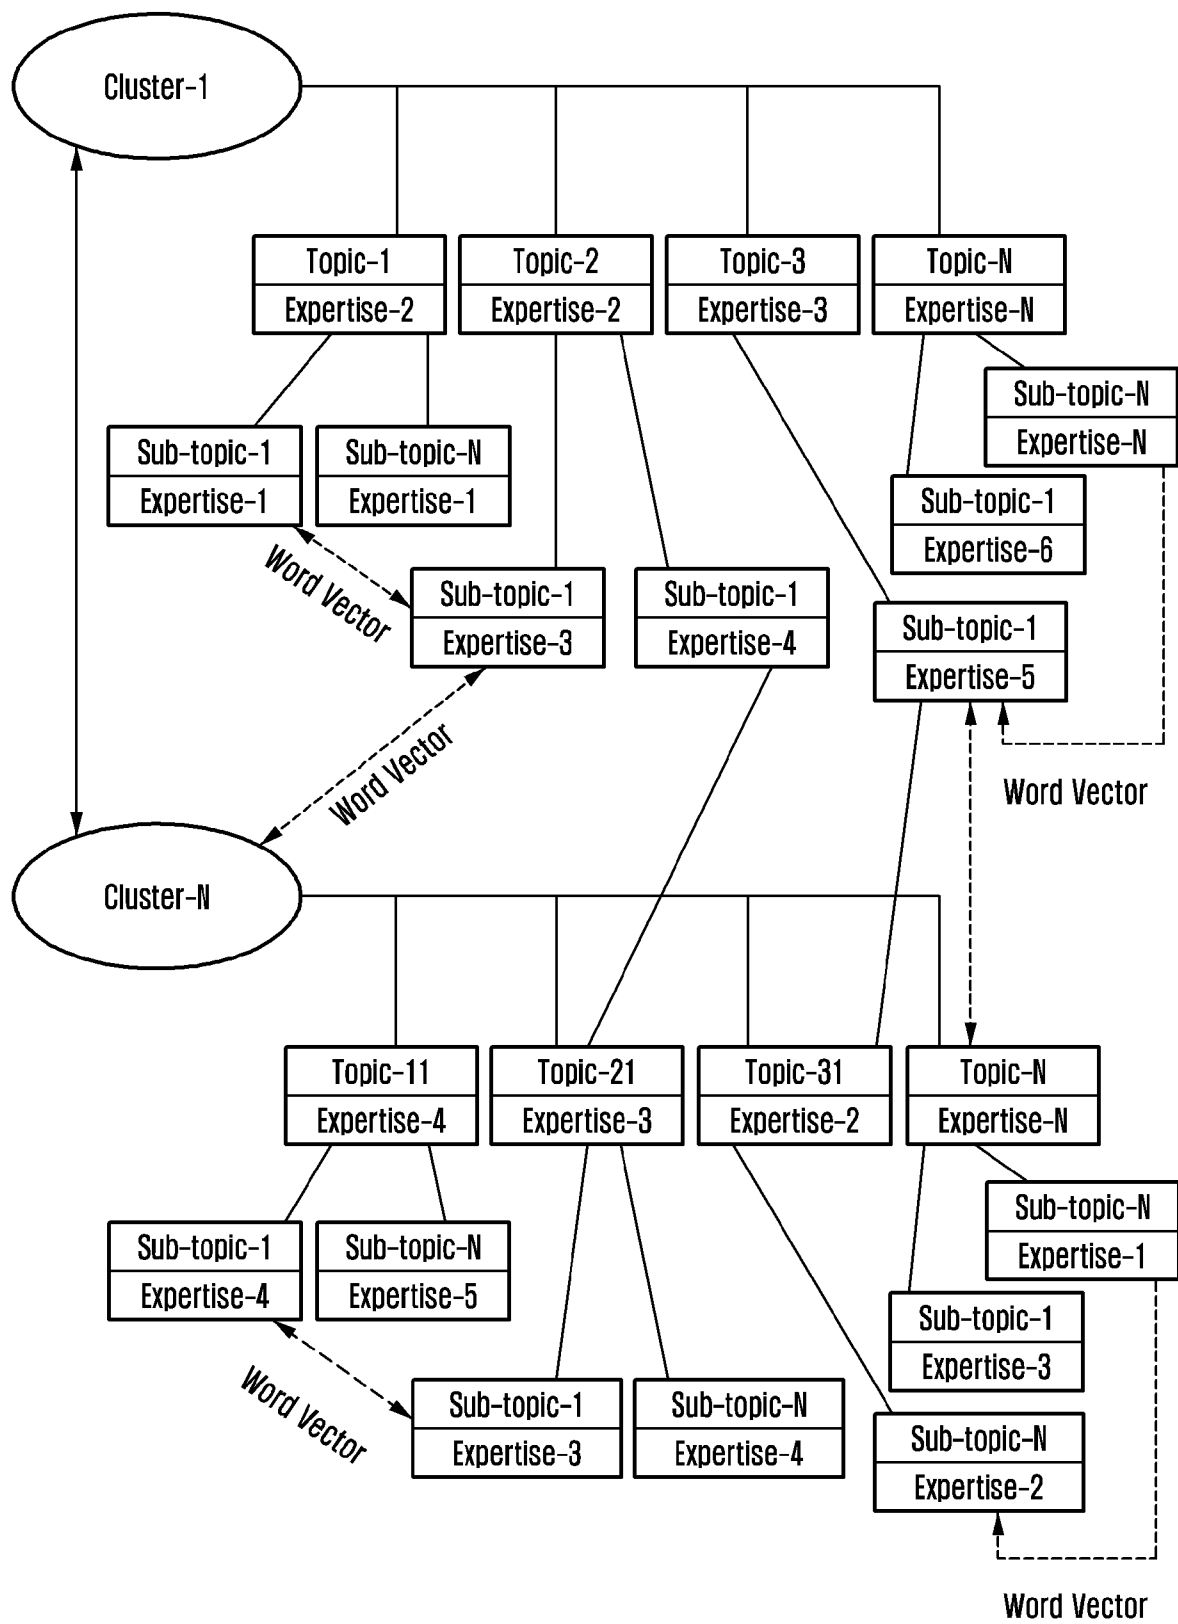 Cluster-1
Topic-1
Expertise-2
Topic-2
Expertise-2
Topic-3
Expertise-3
Topic-N
Expertise-N
Sub-topic-N
Expertise-N
Sub-topic-1
Expertise-1
Sub-topic-N
Expertise-1
Sub-topic-1
Expertise-6
Word Vector
Sub-topic-1
Expertise-3
Sub-topic-1
Expertise-4
Sub-topic-1
Expertise-5
Word Vector
Word Vector
Cluster-N
Topic-11
Expertise-4
Topic-21
Expertise-3
Topic-31
Expertise-2
Topic-N
Expertise-N
Sub-topic-N
Expertise-1
Sub-topic-1
Expertise-4
Sub-topic-N
Expertise-5
Sub-topic-1
Expertise-3
Word Vector
Sub-topic-1
Expertise-3
Sub-topic-N
Expertise-4
Sub-topic-N
Expertise-2
Word Vector